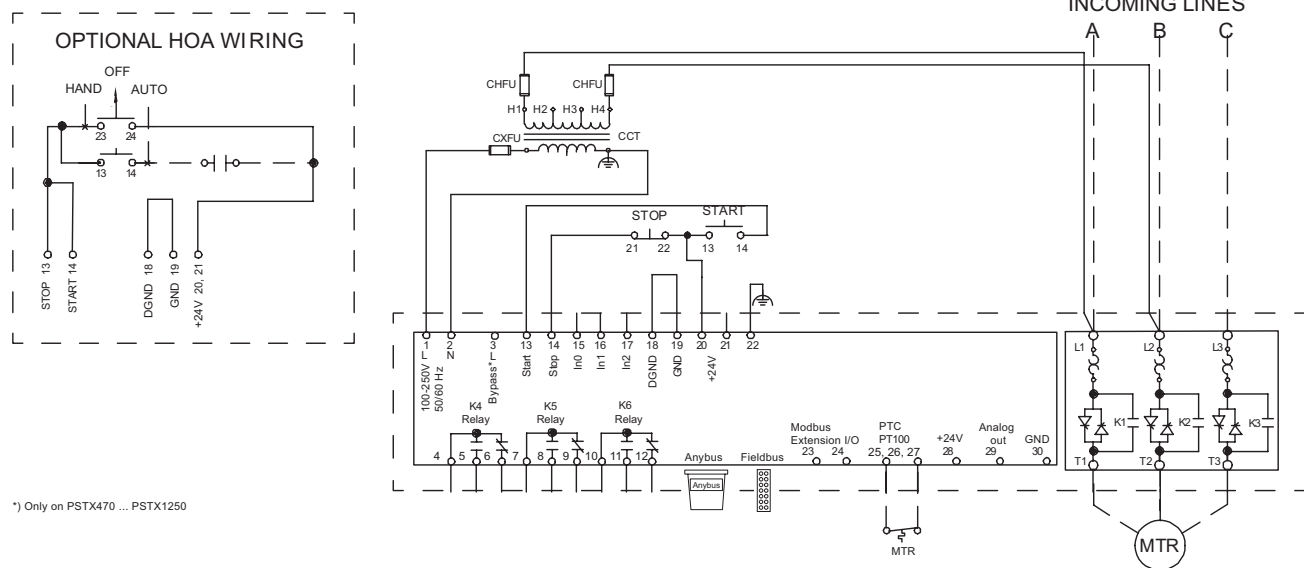 INCOMING LINES
A B C
OPTIONAL HOA WIRING
OFF
HAND AUTO
23 24
13 14
STOP 13
START 14
DGND 18
GND 19
+24V 20, 21
CHFU CHFU
H1 H2 H3 H4
CXFU CCT
STOP START
21 22 13 14
1 2 3 13 14 15 16 17 18 19 20 21 22
L
N
100-250V
50/60 Hz
Bypass*L
Start
Stop
In0
In1
In2
DGND
GND
+24V
K4
Relay
K5
Relay
K6
Relay
4 5 6 7 8 9 10 11 12
Anybus
Anybus
Fieldbus
Modbus
Extension I/O
23 24
PTC
PT100
25, 26, 27
+24V
28
Analog
out
29
GND
30
L1 L2 L3
K1 K2 K3
T1 T2 T3
MTR
MTR
*) Only on PSTX470 ... PSTX1250